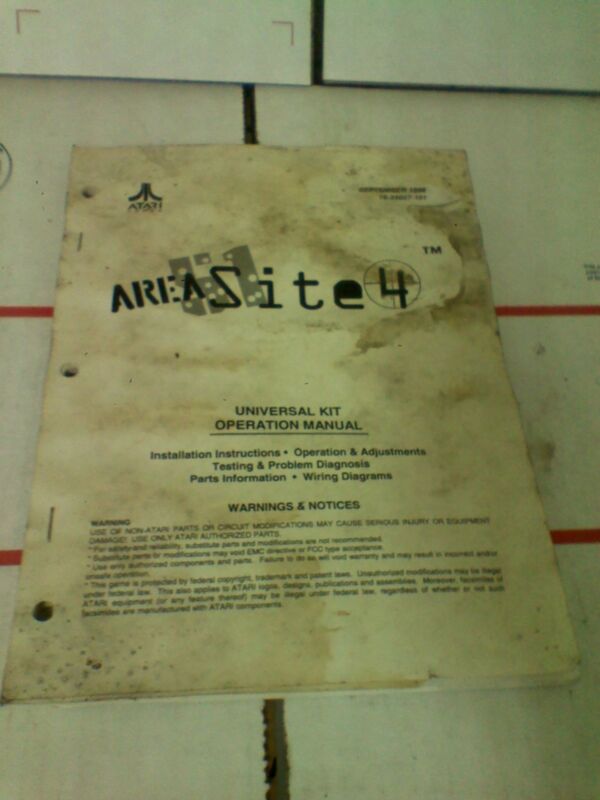 ATARI
SEPTEMBER
TM
AREA 51 Site 4
UNIVERSAL KIT
OPERATION MANUAL
Installation Instructions • Operation & Adjustments
Testing & Problem Diagnosis
Parts Information • Wiring Diagrams
WARNINGS & NOTICES
WARNING
USE OF NON-ATARI PARTS OR CIRCUIT MODIFICATIONS MAY CAUSE SERIOUS INJURY OR EQUIPMENT
DAMAGE! USE ONLY ATARI AUTHORIZED PARTS.
* For safety and reliability, substitute parts and modifications are not recommended.
* Substitute parts or modifications may void EMC directive or FCC type acceptance.
* Use only authorized components and parts. Failure to do so will void warranty and may result in incorrect and/or
unsafe operation.
* This game is protected by federal copyright, trademark and patent laws. Unauthorized modifications may be illegal
under federal law. This also applies to ATARI logos, designs, publications and assemblies. Moreover, facsimiles of
ATARI equipment (or any feature thereof) may be illegal under federal law, regardless of whether or not such
facsimiles are manufactured with ATARI components.